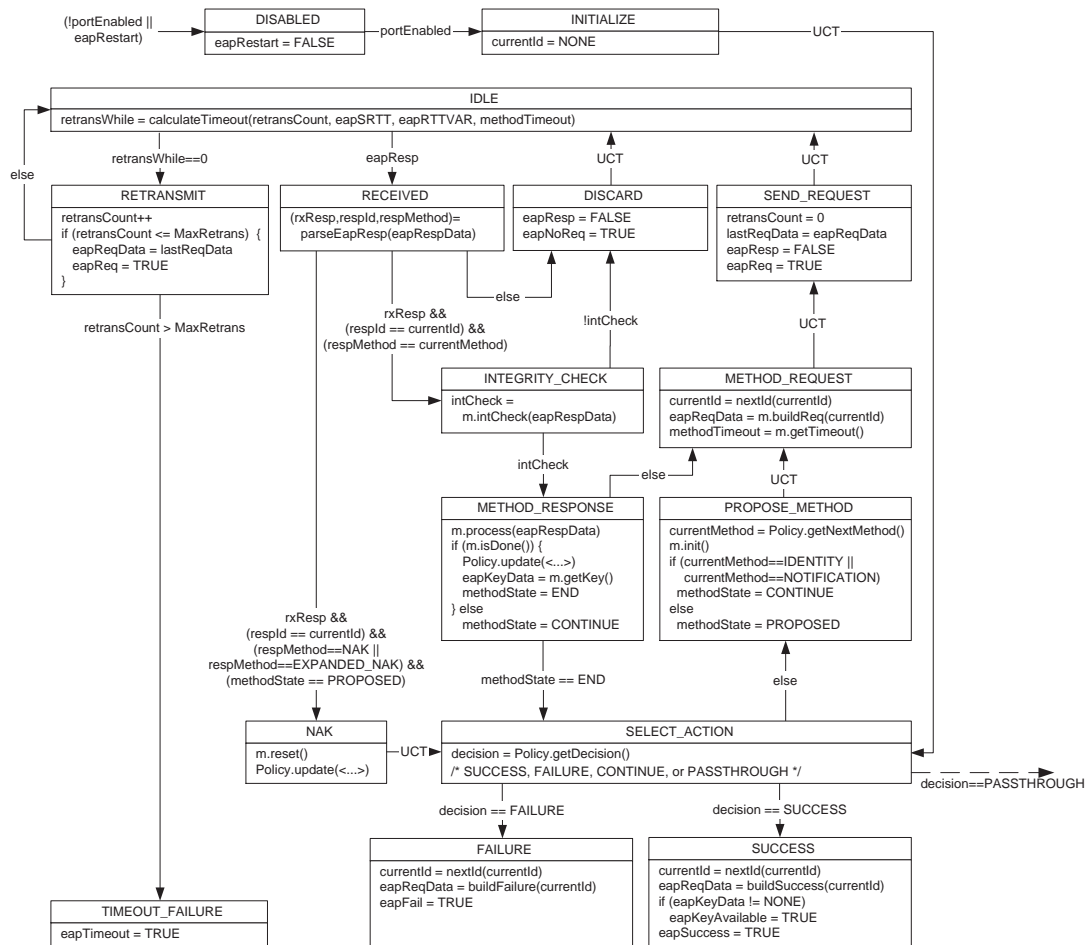 (!portEnabled ||
eapRestart)
DISABLED
eapRestart = FALSE
portEnabled
INITIALIZE
currentId = NONE
UCT
IDLE
retransWhile = calculateTimeout(retransCount, eapSRTT, eapRTTVAR, methodTimeout)
else
retransWhile==0
eapResp
UCT
UCT
RETRANSMIT
retransCount++
if (retransCount <= MaxRetrans) {
eapReqData = lastReqData
eapReq = TRUE
}
RECEIVED
(rxResp,respId,respMethod)=
parseEapResp(eapRespData)
DISCARD
eapResp = FALSE
eapNoReq = TRUE
SEND_REQUEST
retransCount = 0
lastReqData = eapReqData
eapResp = FALSE
eapReq = TRUE
else
retransCount > MaxRetrans
rxResp &&
(respId == currentId) &&
(respMethod == currentMethod)
!intCheck
UCT
INTEGRITY_CHECK
intCheck =
m.intCheck(eapRespData)
METHOD_REQUEST
currentId = nextId(currentId)
eapReqData = m.buildReq(currentId)
methodTimeout = m.getTimeout()
intCheck
else
UCT
METHOD_RESPONSE
m.process(eapRespData)
if (m.isDone()) {
Policy.update(<...>)
eapKeyData = m.getKey()
methodState = END
} else
methodState = CONTINUE
PROPOSE_METHOD
currentMethod = Policy.getNextMethod()
m.init()
if (currentMethod==IDENTITY ||
currentMethod==NOTIFICATION)
methodState = CONTINUE
else
methodState = PROPOSED
rxResp &&
(respId == currentId) &&
(respMethod==NAK ||
respMethod==EXPANDED_NAK) &&
(methodState == PROPOSED)
methodState == END
else
NAK
m.reset()
Policy.update(<...>)
UCT
SELECT_ACTION
decision = Policy.getDecision()
/* SUCCESS, FAILURE, CONTINUE, or PASSTHROUGH */
decision==PASSTHROUGH
decision == FAILURE
decision == SUCCESS
FAILURE
currentId = nextId(currentId)
eapReqData = buildFailure(currentId)
eapFail = TRUE
SUCCESS
currentId = nextId(currentId)
eapReqData = buildSuccess(currentId)
if (eapKeyData != NONE)
eapKeyAvailable = TRUE
eapSuccess = TRUE
TIMEOUT_FAILURE
eapTimeout = TRUE